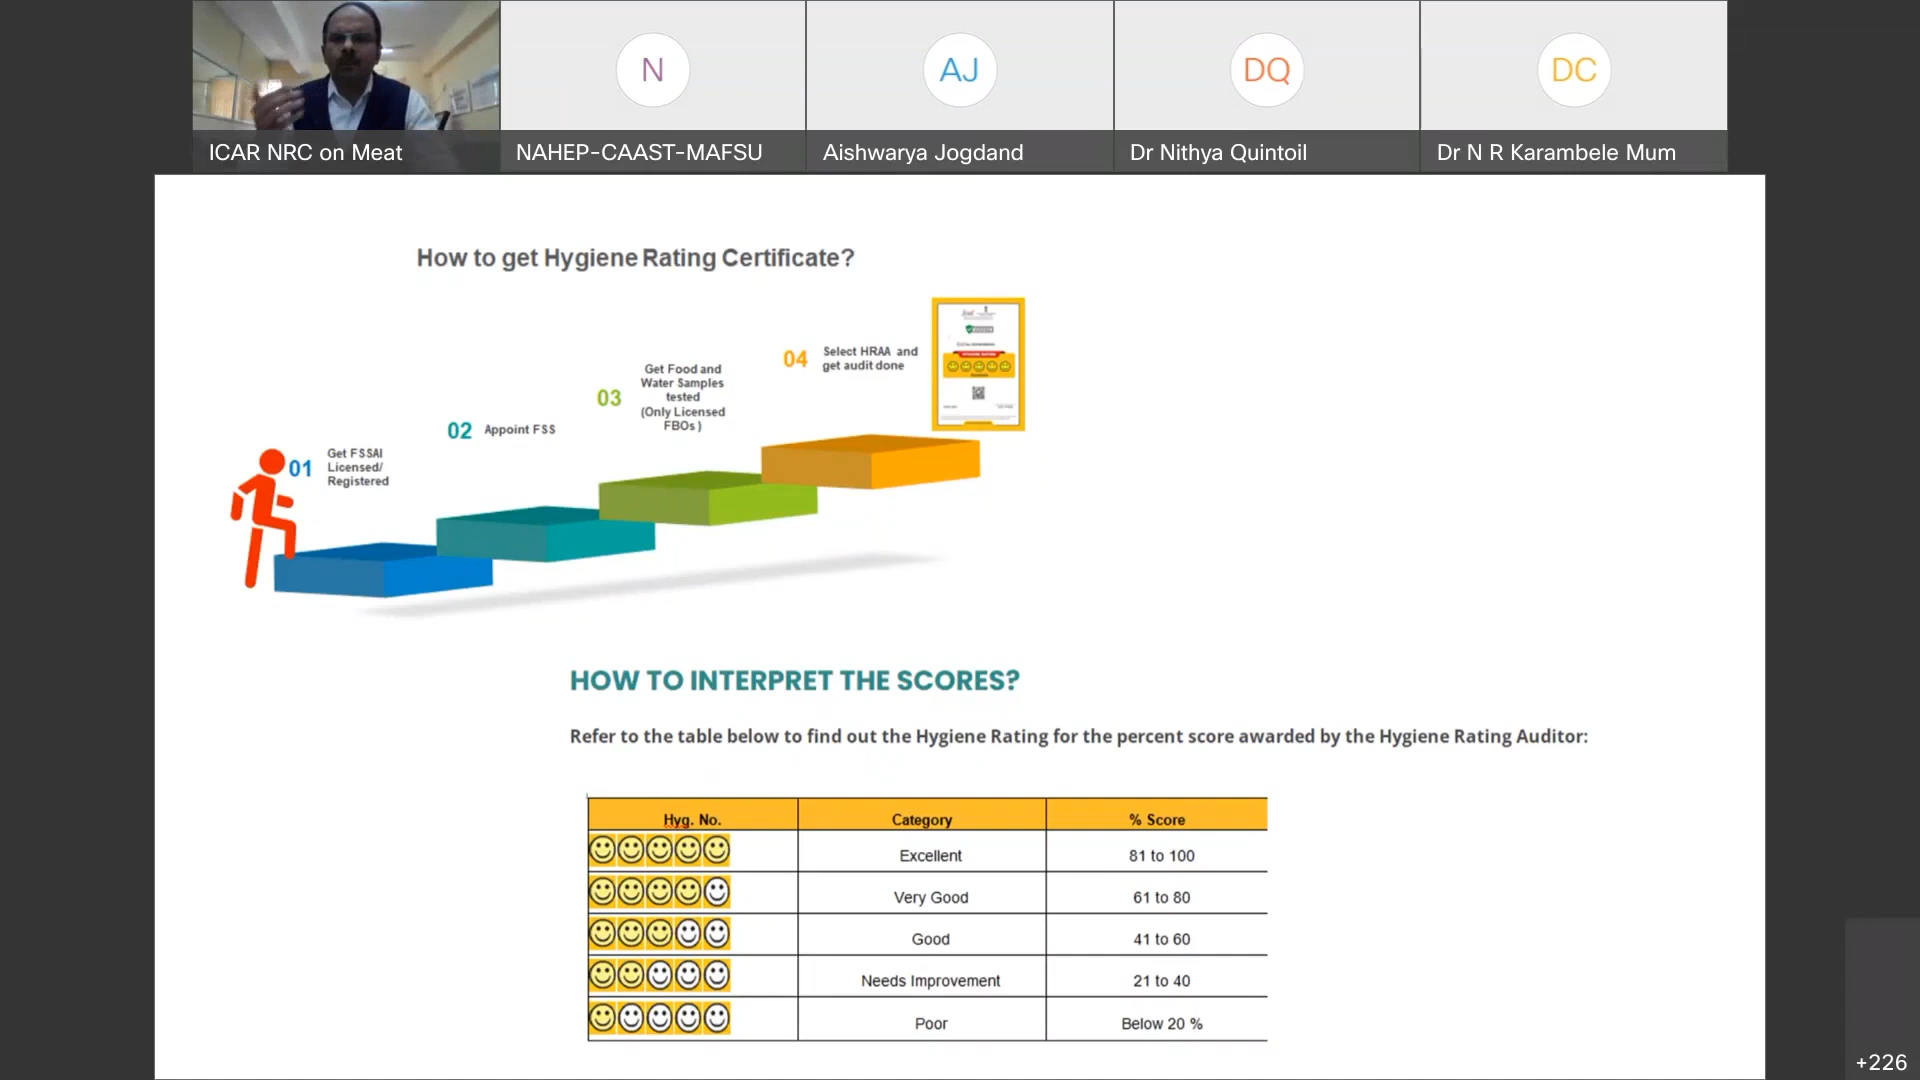 N
AJ
DQ
DC
ICAR NRC on Meat
NAHEP-CAAST-MAFSU
Aishwarya Jogdand
Dr Nithya Quintoil
Dr N R Karambele Mum
How to get Hygiene Rating Certificate?
01
Get FSSAI
Licensed/
Registered
02
Appoint FSS
03
Get Food and
Water Samples
tested
(Only Licensed
FBOs )
04
Select HRAA and
get audit done
HOW TO INTERPRET THE SCORES?
Refer to the table below to find out the Hygiene Rating for the percent score awarded by the Hygiene Rating Auditor:
Hyg. No. Category % Score
Excellent 81 to 100
Very Good 61 to 80
Good 41 to 60
Needs Improvement 21 to 40
Poor Below 20 %
+226